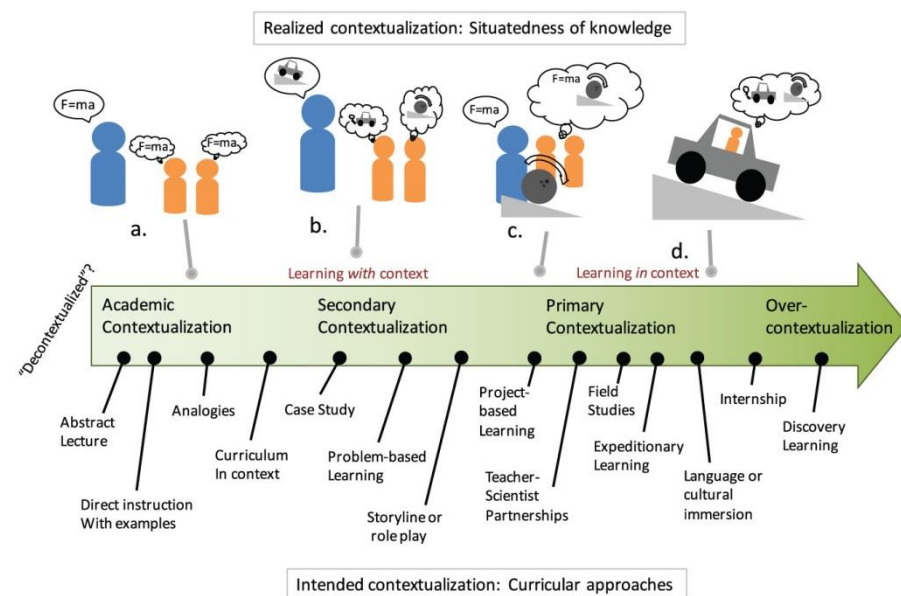 Realized contextualization: Situatedness of knowledge
F=ma
F=ma
F=ma
F=ma
F=ma
a.
b.
c.
d.
Learning with context
Learning in context
"Decontextualized"?
Academic
Contextualization
Secondary
Contextualization
Primary
Contextualization
Over-
contextualization
Abstract
Lecture
Direct instruction
With examples
Analogies
Curriculum
In context
Case Study
Problem-based
Learning
Storyline or
role play
Project-
based
Learning
Teacher-
Scientist
Partnerships
Field
Studies
Expeditionary
Learning
Language or
cultural
immersion
Internship
Discovery
Learning
Intended contextualization: Curricular approaches